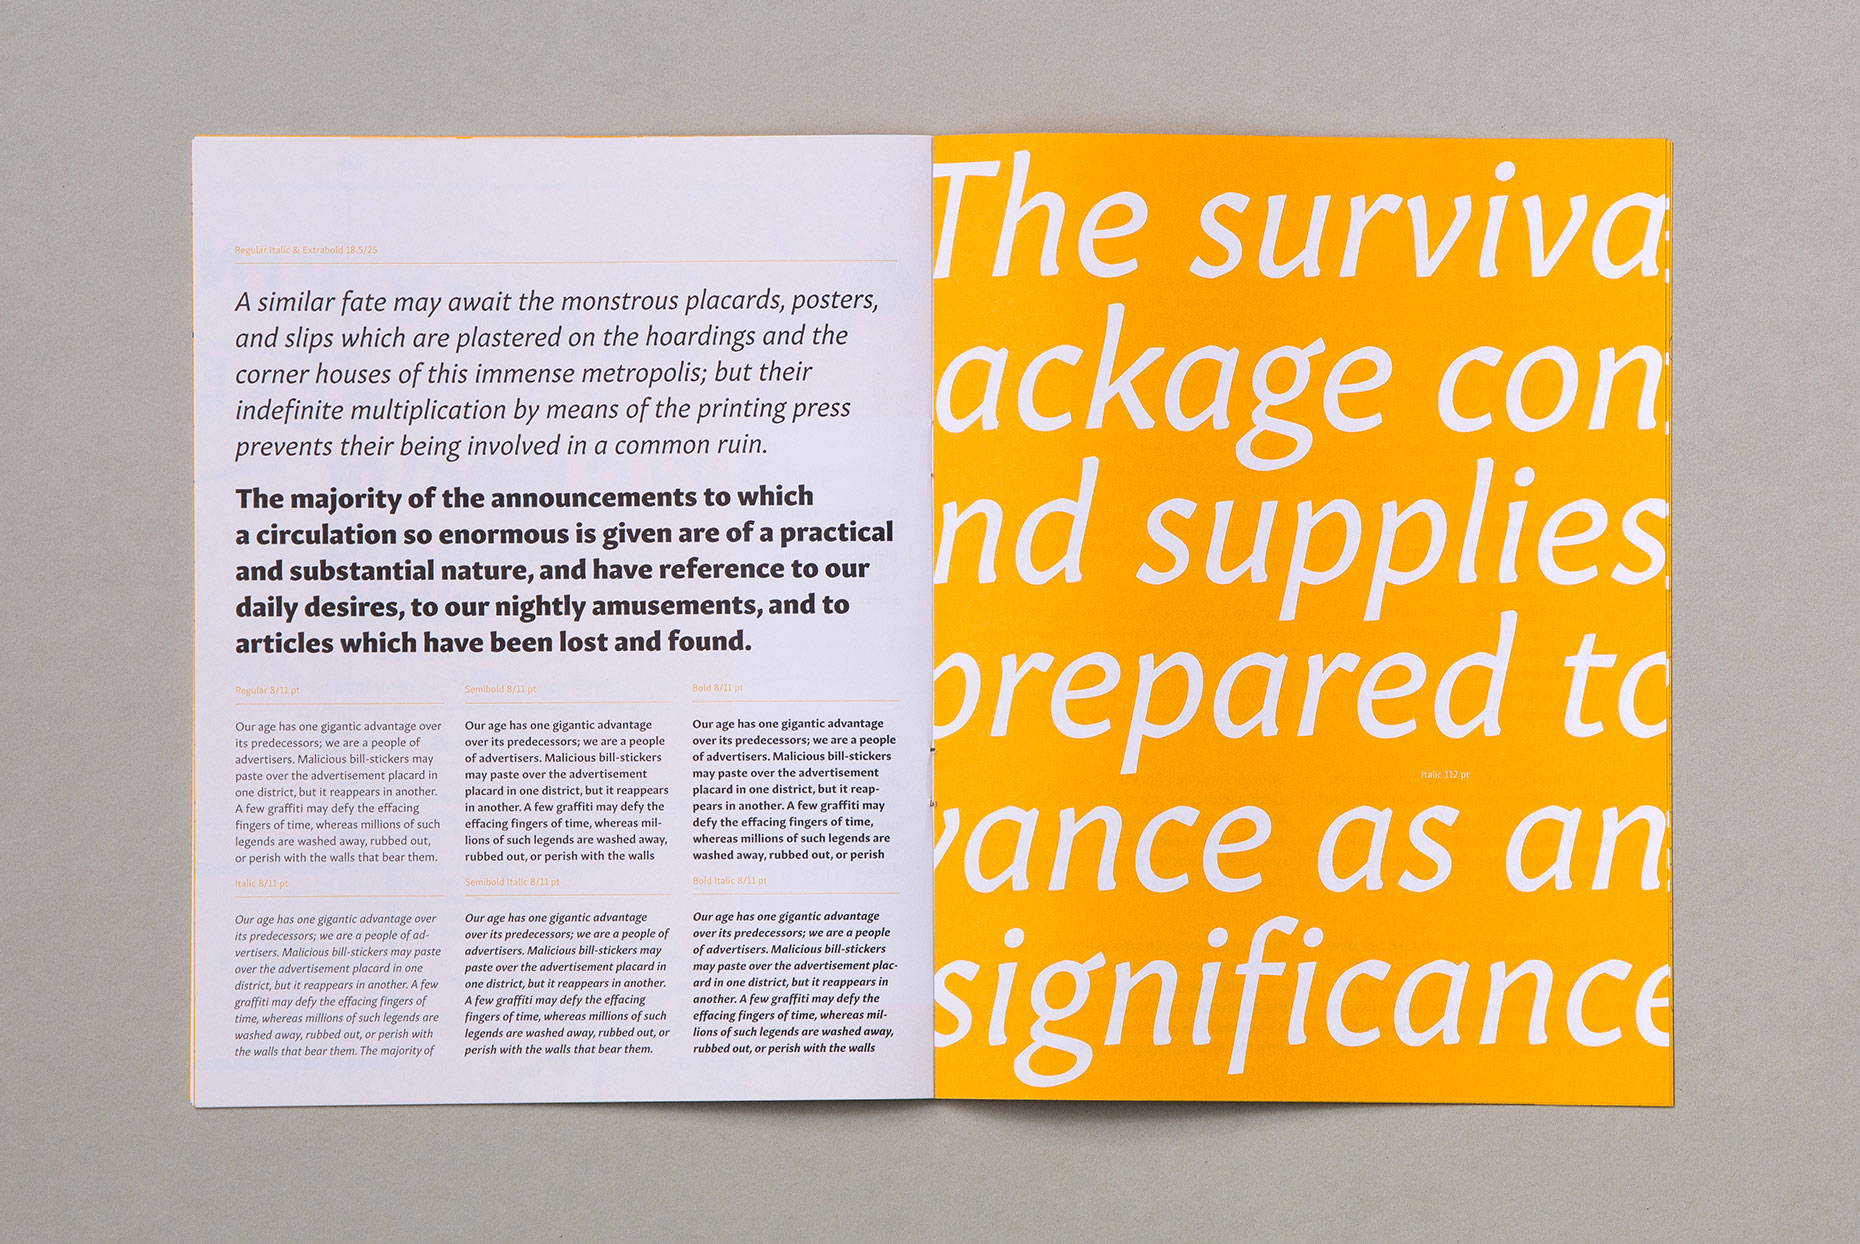 Regular Italic & Extrabold 18.5/25
A similar fate may await the monstrous placards, posters,
and slips which are plastered on the hoardings and the
corner houses of this immense metropolis; but their
indefinite multiplication by means of the printing press
prevents their being involved in a common ruin.
The majority of the announcements to which
a circulation so enormous is given are of a practical
and substantial nature, and have reference to our
daily desires, to our nightly amusements, and to
articles which have been lost and found.
Regular 8/11 pt
Our age has one gigantic advantage over
its predecessors; we are a people of
advertisers. Malicious bill-stickers may
paste over the advertisement placard in
one district, but it reappears in another.
A few graffiti may defy the effacing
fingers of time, whereas millions of such
legends are washed away, rubbed out,
or perish with the walls that bear them.
Semibold 8/11 pt
Our age has one gigantic advantage
over its predecessors; we are a people
of advertisers. Malicious bill-stickers
may paste over the advertisement
placard in one district, but it reappears
in another. A few graffiti may defy the
effacing fingers of time, whereas mil-
lions of such legends are washed away,
rubbed out, or perish with the walls
Bold 8/11 pt
Our age has one gigantic advantage
over its predecessors; we are a people
of advertisers. Malicious bill-stickers
may paste over the advertisement
placard in one district, but it reap-
pears in another. A few graffiti may
defy the effacing fingers of time,
whereas millions of such legends are
washed away, rubbed out, or perish
Italic 8/11 pt
Our age has one gigantic advantage over
its predecessors; we are a people of ad-
vertisers. Malicious bill-stickers may paste
over the advertisement placard in one
district, but it reappears in another. A few
graffiti may defy the effacing fingers of
time, whereas millions of such legends are
washed away, rubbed out, or perish with
the walls that bear them. The majority of
Semibold Italic 8/11 pt
Our age has one gigantic advantage
over its predecessors; we are a people of
advertisers. Malicious bill-stickers may
paste over the advertisement placard in
one district, but it reappears in another.
A few graffiti may defy the effacing
fingers of time, whereas millions of such
legends are washed away, rubbed out, or
perish with the walls that bear them.
Bold Italic 8/11 pt
Our age has one gigantic advantage
over its predecessors; we are a people
of advertisers. Malicious bill-stickers
may paste over the advertisement plac-
ard in one district, but it reappears in
another. A few graffiti may defy the
effacing fingers of time, whereas mil-
lions of such legends are washed away,
rubbed out, or perish with the walls
The surviva
ackage con
nd supplies
prepared to
Italic 112 pt
vance as an
significance